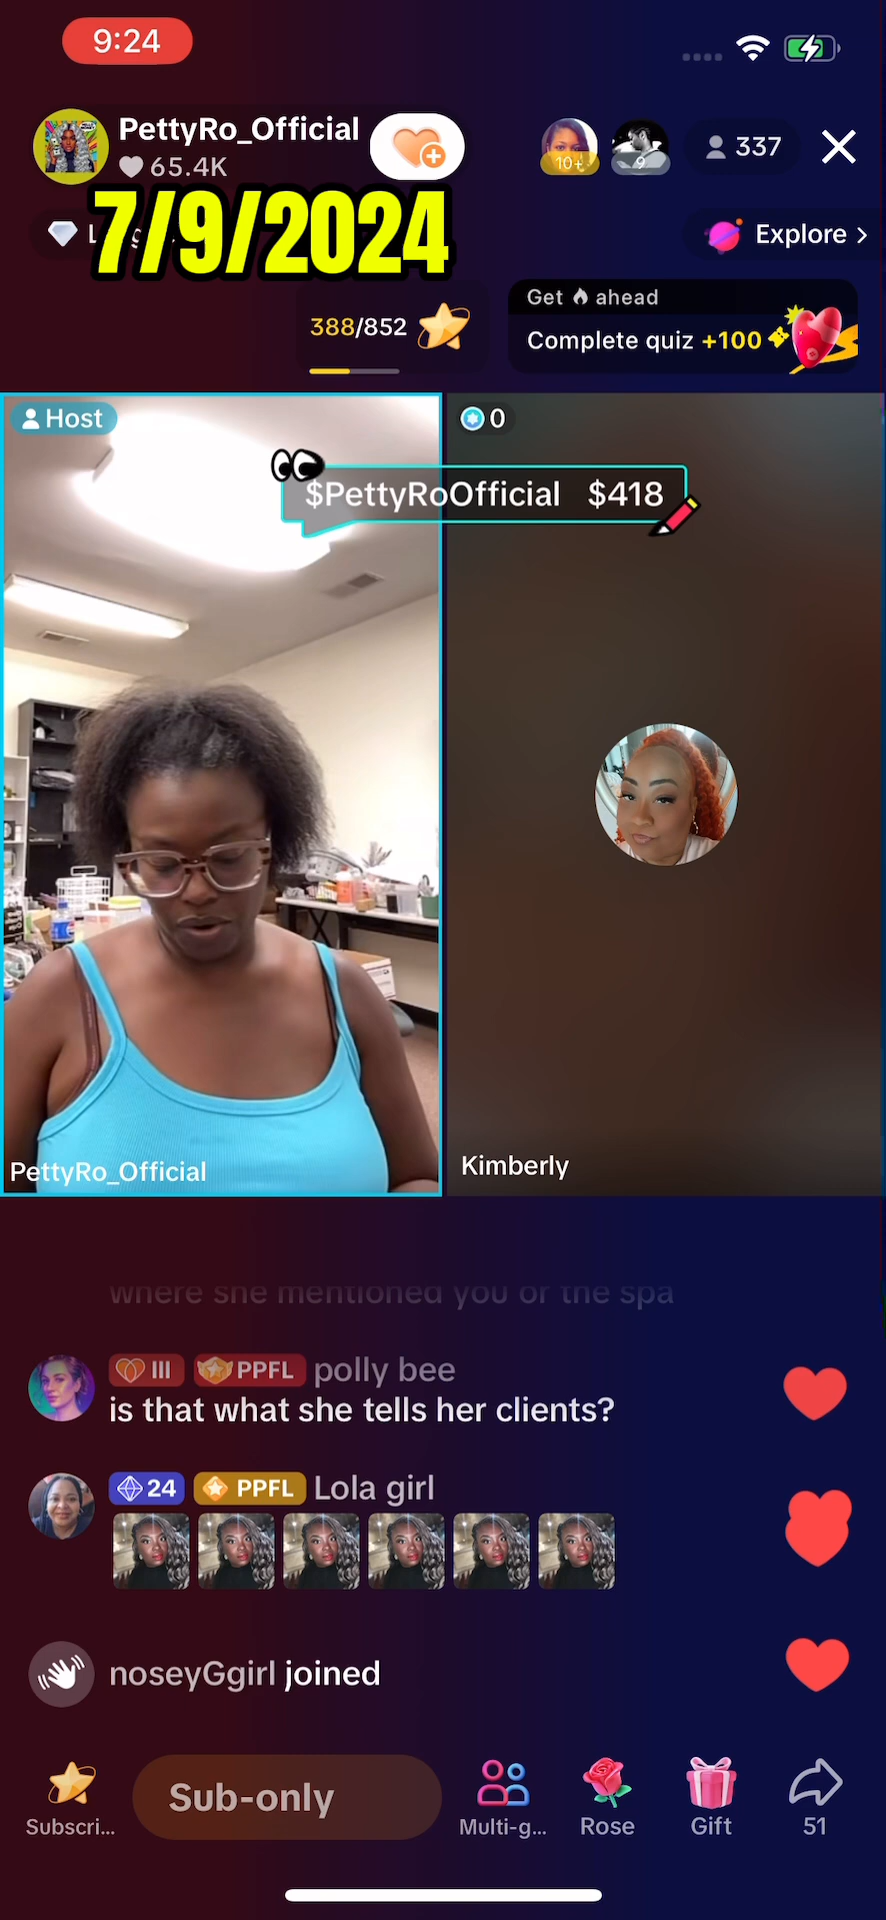 9:24
PettyRo_Official
65.4K
10+
9
337
7/9/2024
Explore >
388/852
Get ahead
Complete quiz +100
Host
0
$PettyRoOfficial $418
PettyRo_Official
Kimberly
where she mentioned you or the spa
III PPFL polly bee
is that what she tells her clients?
24 PPFL Lola girl
noseyGgirl joined
Subscri...
Sub-only
Multi-g...
Rose
Gift
51